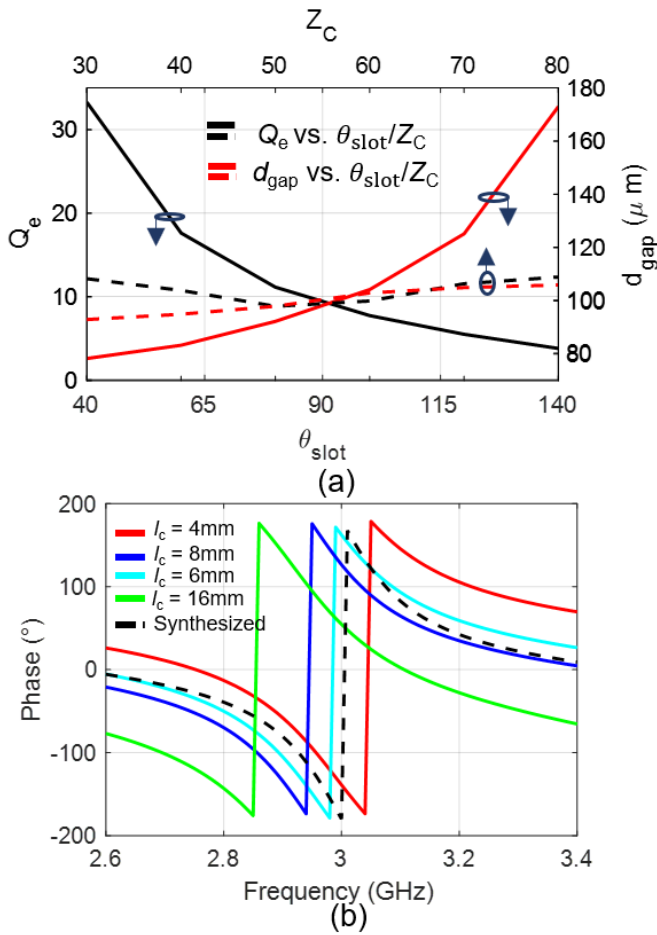 Z_C
30 40 50 60 70 80
Q_e vs. θ_slot/Z_C
d_gap vs. θ_slot/Z_C
Q_e
30
20
10
0
d_gap (μ m)
180
160
140
120
100
80
40 65 90 115 140
θ_slot
(a)
l_c = 4mm
l_c = 8mm
l_c = 6mm
l_c = 16mm
Synthesized
Phase (°)
200
100
0
-100
-200
2.6 2.8 3 3.2 3.4
Frequency (GHz)
(b)